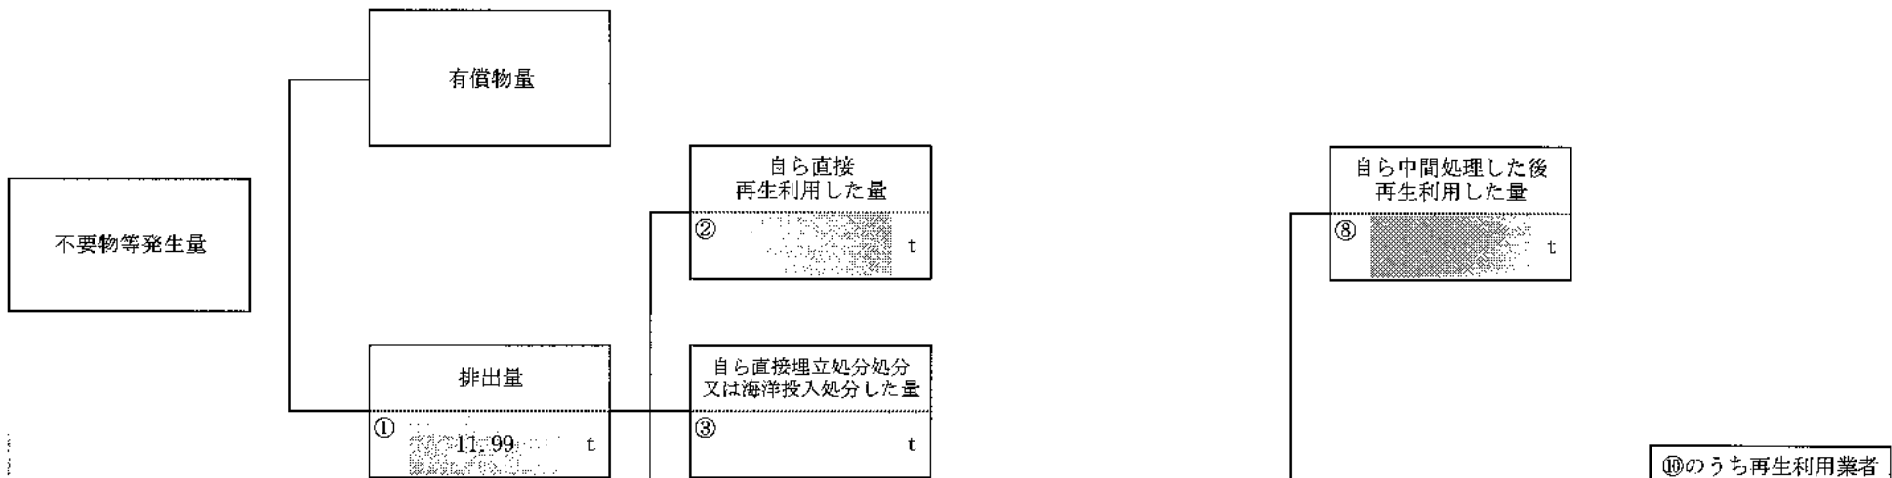 有償物量
不要物等発生量
自ら直接
再生利用した量
② t
自ら中間処理した後
再生利用した量
⑧ t
排出量
① 11.99 t
自ら直接埋立処分処分
又は海洋投入処分した量
③ t
⑩のうち再生利用業者